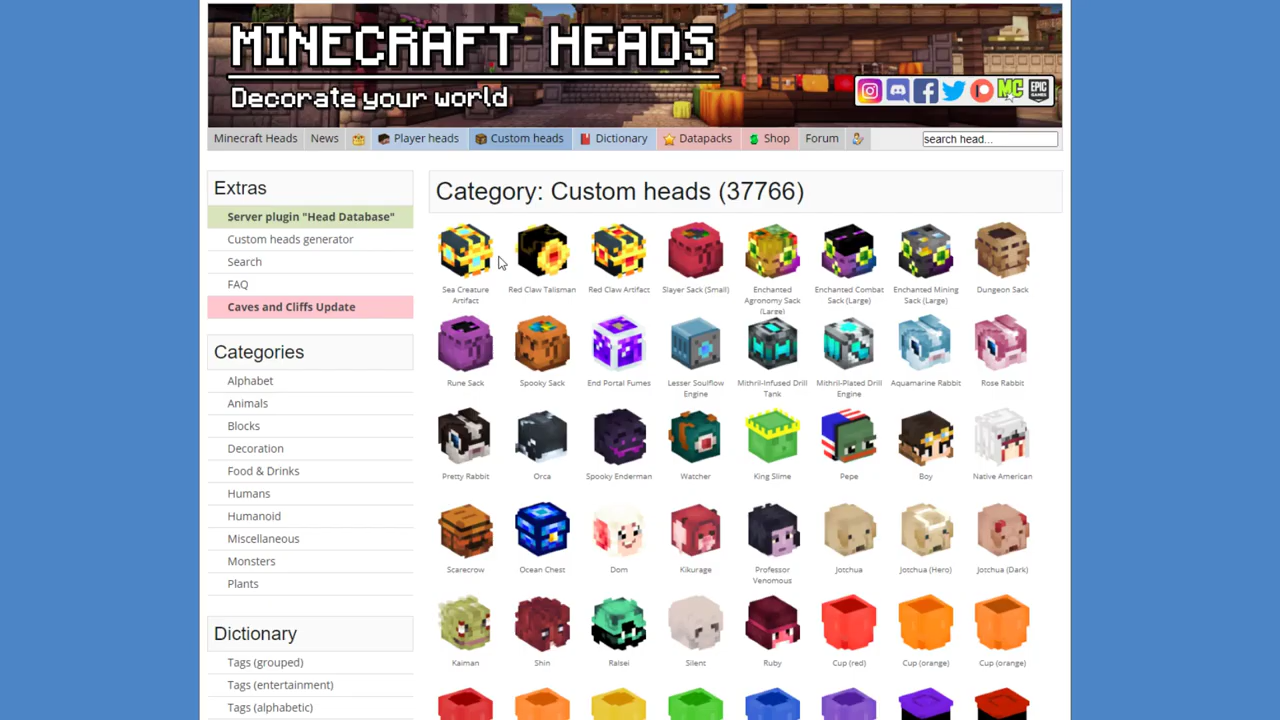 MINECRAFT HEADS
Decorate your world
MC
EPIC
GAMES
Minecraft Heads
News
Player heads
Custom heads
Dictionary
Datapacks
Shop
Forum
search head...
Extras
Server plugin "Head Database"
Custom heads generator
Search
FAQ
Caves and Cliffs Update
Categories
Alphabet
Animals
Blocks
Decoration
Food & Drinks
Humans
Humanoid
Miscellaneous
Monsters
Plants
Dictionary
Tags (grouped)
Tags (entertainment)
Tags (alphabetic)
Category: Custom heads (37766)
Sea Creature
Artifact
Red Claw Talisman
Red Claw Artifact
Slayer Sack (Small)
Enchanted
Agronomy Sack
(Large)
Enchanted Combat
Sack (Large)
Enchanted Mining
Sack (Large)
Dungeon Sack
Rune Sack
Spooky Sack
End Portal Fumes
Lesser Soulflow
Engine
Mithril-Infused Drill
Tank
Mithril-Plated Drill
Engine
Aquamarine Rabbit
Rose Rabbit
Pretty Rabbit
Orca
Spooky Enderman
Watcher
King Slime
Pepe
Boy
Native American
Scarecrow
Ocean Chest
Dom
Kikurage
Professor
Venomous
Jotchua
Jotchua (Hero)
Jotchua (Dark)
Kaiman
Shin
Ralsei
Silent
Ruby
Cup (red)
Cup (orange)
Cup (orange)